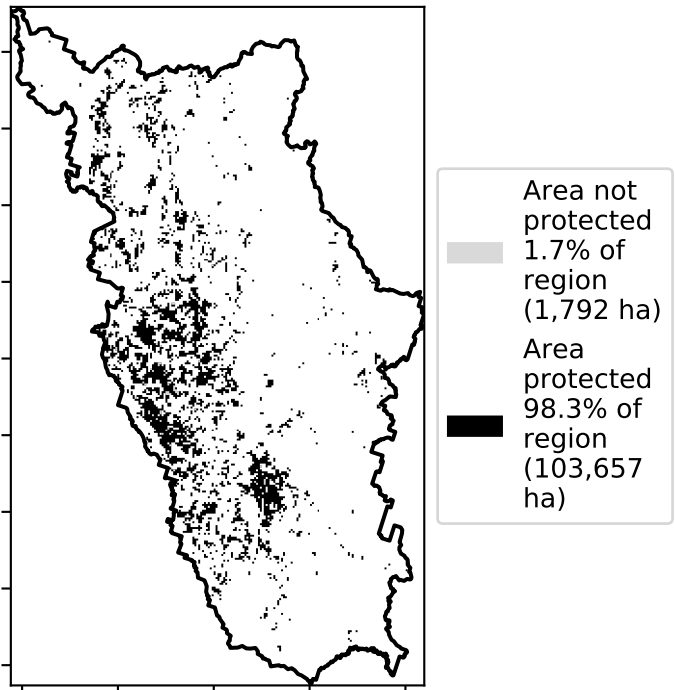 Area not
protected
1.7% of
region
(1,792 ha)
Area
protected
98.3% of
region
(103,657
ha)